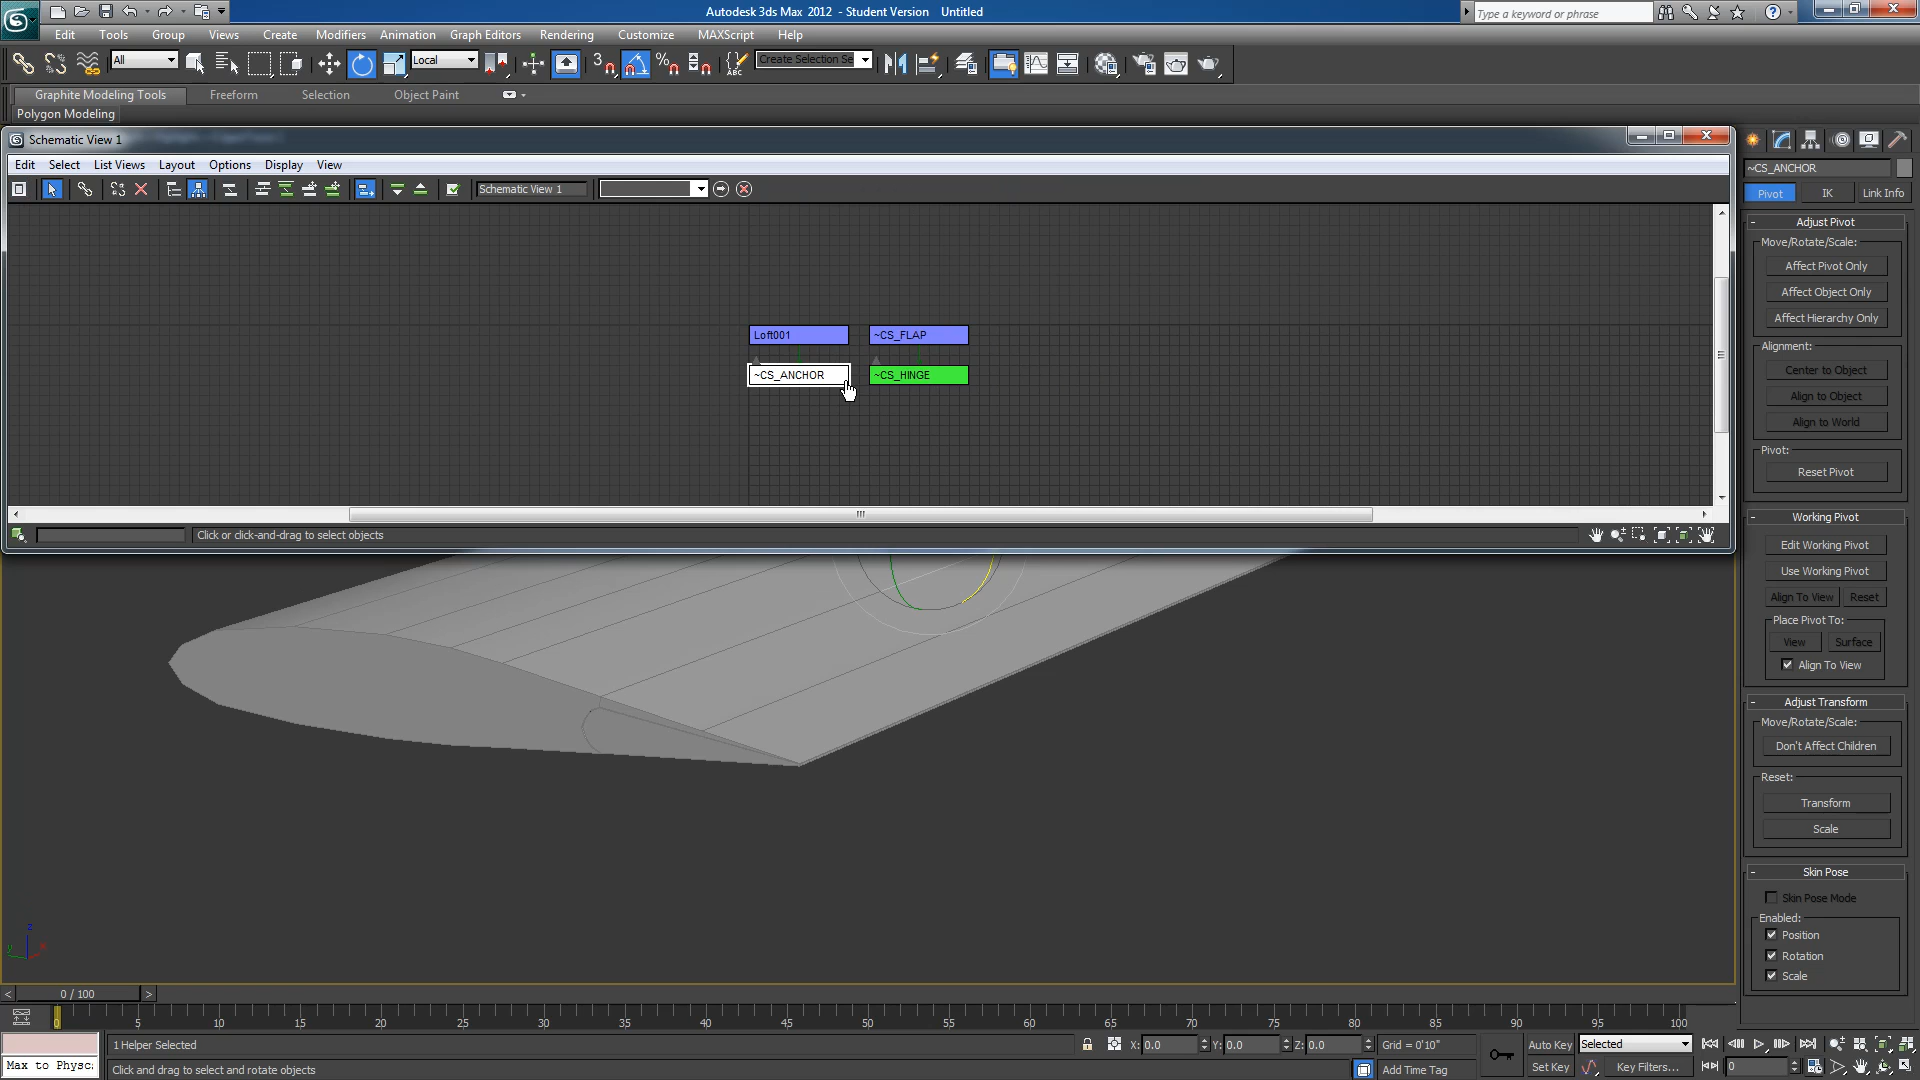 Autodesk 3ds Max 2012 - Student Version Untitled
Type a keyword or phrase
Edit Tools Group Views Create Modifiers Animation Graph Editors Rendering Customize MAXScript Help
All
Local
3
Create Selection Se
Graphite Modeling Tools Freeform Selection Object Paint
Polygon Modeling
Schematic View 1
Edit Select List Views Layout Options Display View
Schematic View 1
Loft001
~CS_FLAP
~CS_ANCHOR
~CS_HINGE
Click or click-and-drag to select objects
~CS_ANCHOR
Pivot IK Link Info
- Adjust Pivot
Move/Rotate/Scale:
Affect Pivot Only
Affect Object Only
Affect Hierarchy Only
Alignment:
Center to Object
Align to Object
Align to World
Pivot:
Reset Pivot
- Working Pivot
Edit Working Pivot
Use Working Pivot
Align To View Reset
Place Pivot To:
View Surface
Align To View
- Adjust Transform
Move/Rotate/Scale:
Don't Affect Children
Reset:
Transform
Scale
- Skin Pose
Skin Pose Mode
Enabled:
Position
Rotation
Scale
z
y x
< 0 / 100 >
0 5 10 15 20 25 30 35 40 45 50 55 60 65 70 75 80 85 90 95 100
1 Helper Selected
X: 0.0 Y: 0.0 Z: 0.0 Grid = 0'10"
Auto Key Selected
Max to Physc:
Click and drag to select and rotate objects
Add Time Tag
Set Key Key Filters... 0